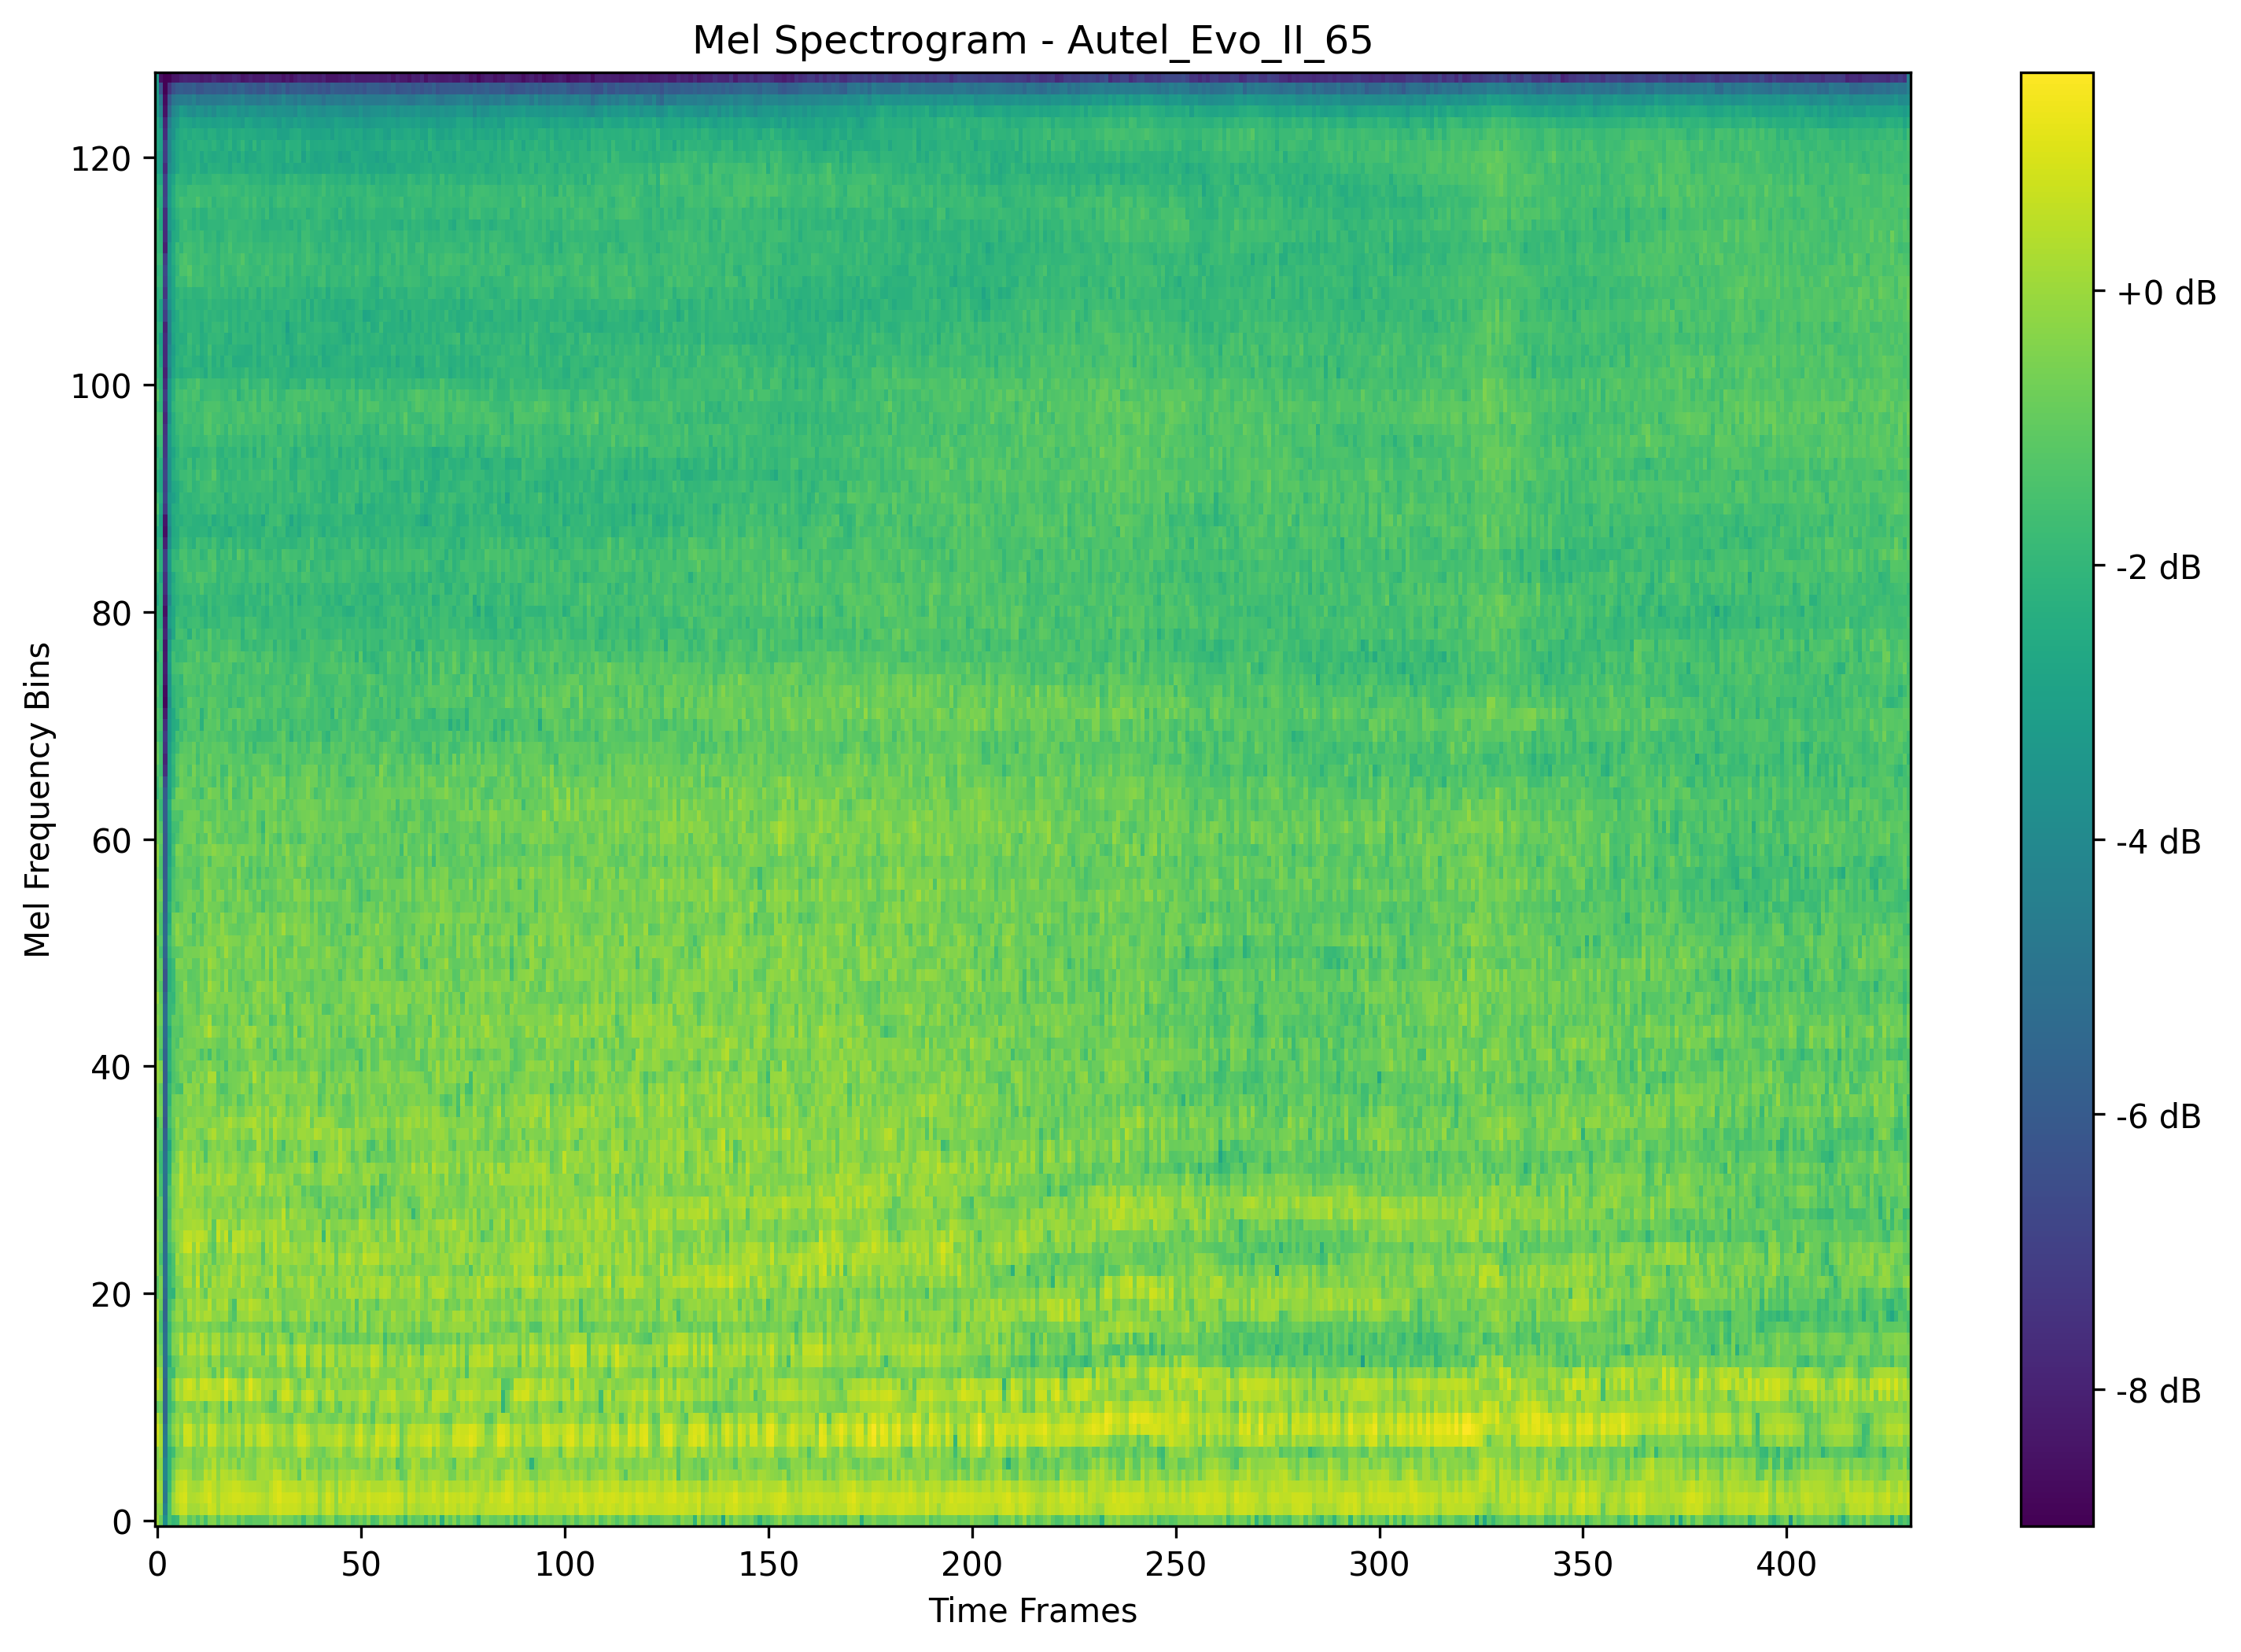 Mel Spectrogram - Autel_Evo_II_65
Mel Frequency Bins
120
100
80
60
40
20
0
0 50 100 150 200 250 300 350 400
Time Frames
+0 dB
-2 dB
-4 dB
-6 dB
-8 dB